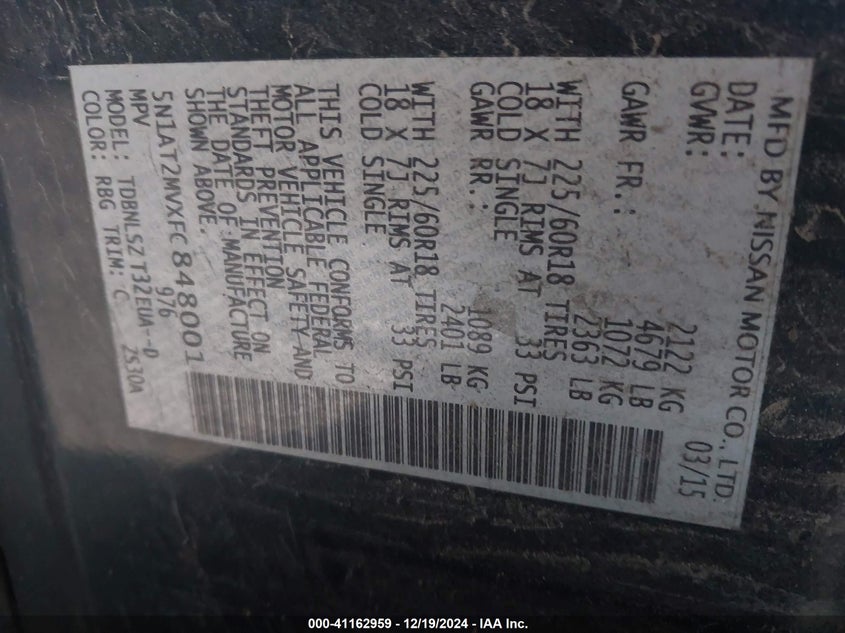 MFD BY NISSAN MOTOR CO., LTD.
DATE: 03/15
GVWR: 2122 KG
4679 LB
GAWR FR.: 1072 KG
2363 LB
WITH 225/60R18 TIRES
18 X 7J RIMS AT 33 PSI
COLD SINGLE
GAWR RR.: 1089 KG
2401 LB
WITH 225/60R18 TIRES
18 X 7J RIMS AT 33 PSI
COLD SINGLE
THIS VEHICLE CONFORMS TO
ALL APPLICABLE FEDERAL
MOTOR VEHICLE SAFETY AND
THEFT PREVENTION
STANDARDS IN EFFECT ON
THE DATE OF MANUFACTURE
SHOWN ABOVE.
5N1AT2MVXFC848001
MPV 976
MODEL: TDBNLSZT32EUA--D
COLOR: RBG TRIM: C ZS30A
000-41162959 - 12/19/2024 - IAA Inc.